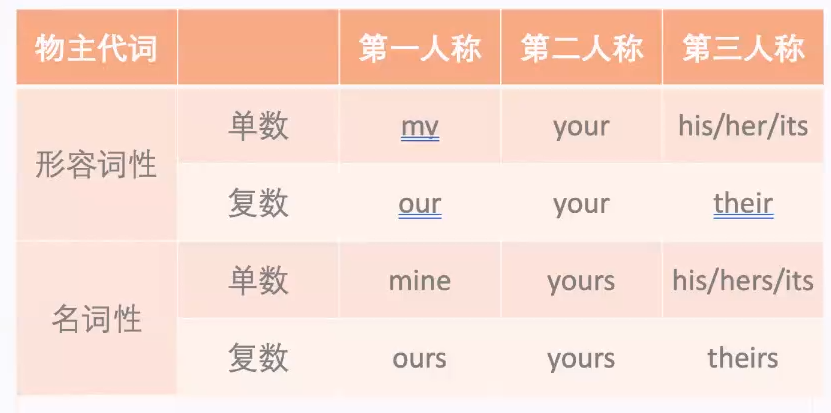 物主代词 第一人称 第二人称 第三人称
形容词性 单数 my your his/her/its
复数 our your their
名词性 单数 mine yours his/hers/its
复数 ours yours theirs